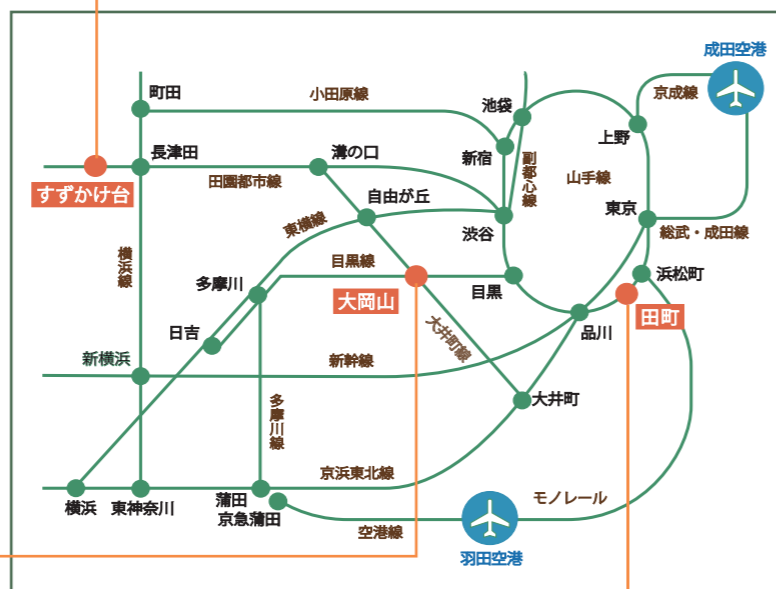 成田空港
町田
小田原線
池袋
京成線
上野
長津田
溝の口
新宿
副都心線
山手線
すずかけ台
田園都市線
自由が丘
東京
東横線
渋谷
総武・成田線
横浜線
目黒線
浜松町
多摩川
大岡山
目黒
田町
日吉
大井町線
品川
新横浜
新幹線
多摩川線
大井町
京浜東北線
横浜
東神奈川
蒲田
京急蒲田
モノレール
空港線
羽田空港